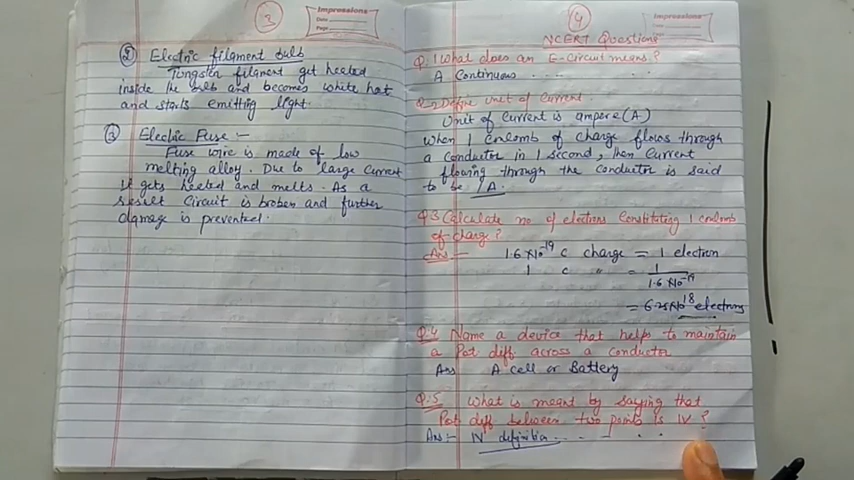 3
Impressions
Date
Page
② Electric filament bulb
Tungsten filament get heated
inside the bulb and becomes white hot
and starts emitting light.
③ Electric Fuse :-
Fuse wire is made of low
melting alloy. Due to large current
it gets heated and melts. As a
result Circuit is broken and further
damage is prevented.
4
Impressions
Date
Page
NCERT Questions
Q.1 What does an E-Circuit means?
A Continuous ... . .
Q.2 Define Unit of Current.
Unit of Current is ampere (A)
When 1 Coulomb of charge flows through
a conductor in 1 second, then Current
flowing through the conductor is said
to be 1A.
Q.3 Calculate no of electrons Constituting 1 coulomb
of charge?
Ans :- 1.6×10⁻¹⁹ C charge = 1 electron
1 C " = 1/1.6×10⁻¹⁹
= 6.25×10¹⁸ electrons
Q.4 Name a device that helps to maintain
a Pot diff. across a conductor
Ans A cell or Battery
Q.5 What is meant by saying that
Pot diff between two points is 1V?
Ans :- 1V definition ... . .